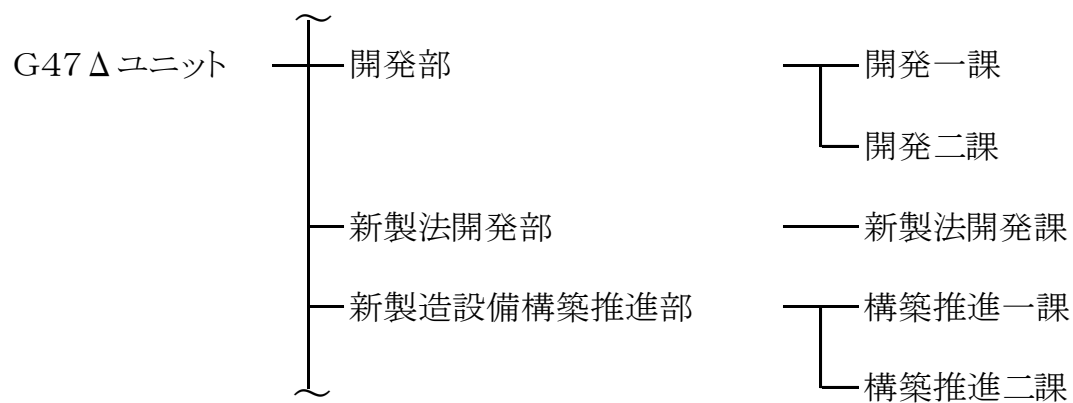 G47Δユニット 開発部 開発一課
開発二課
新製法開発部 新製法開発課
新製造設備構築推進部 構築推進一課
構築推進二課